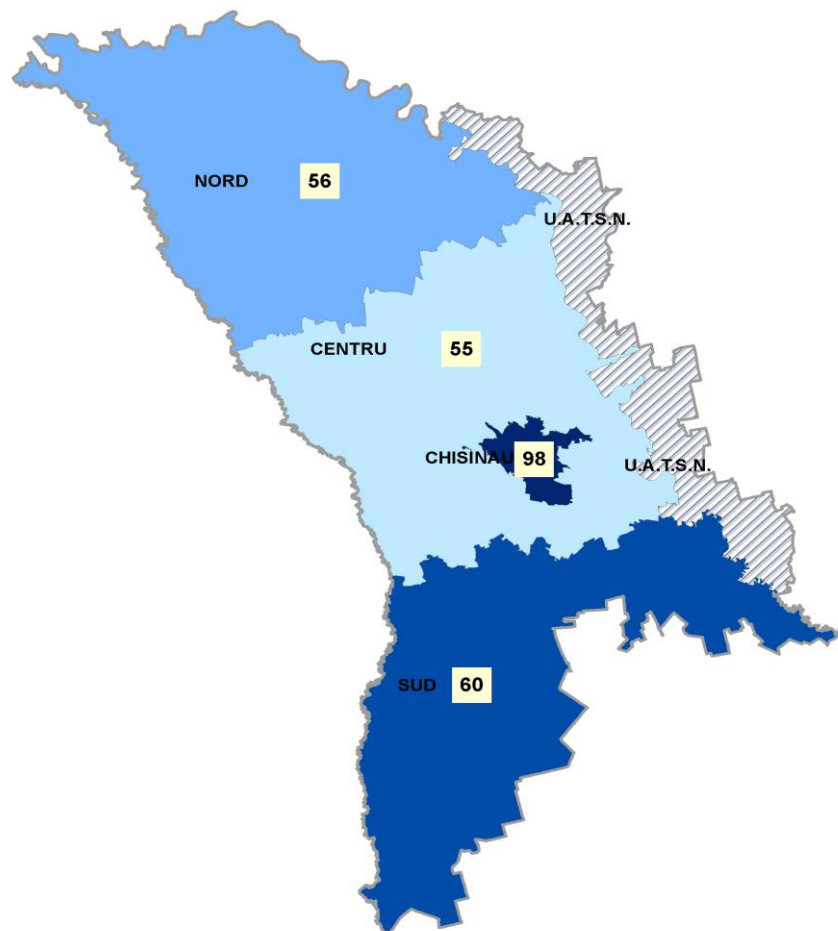 NORD 56
U.A.T.S.N.
CENTRU 55
CHISINAU 98
U.A.T.S.N.
SUD 60